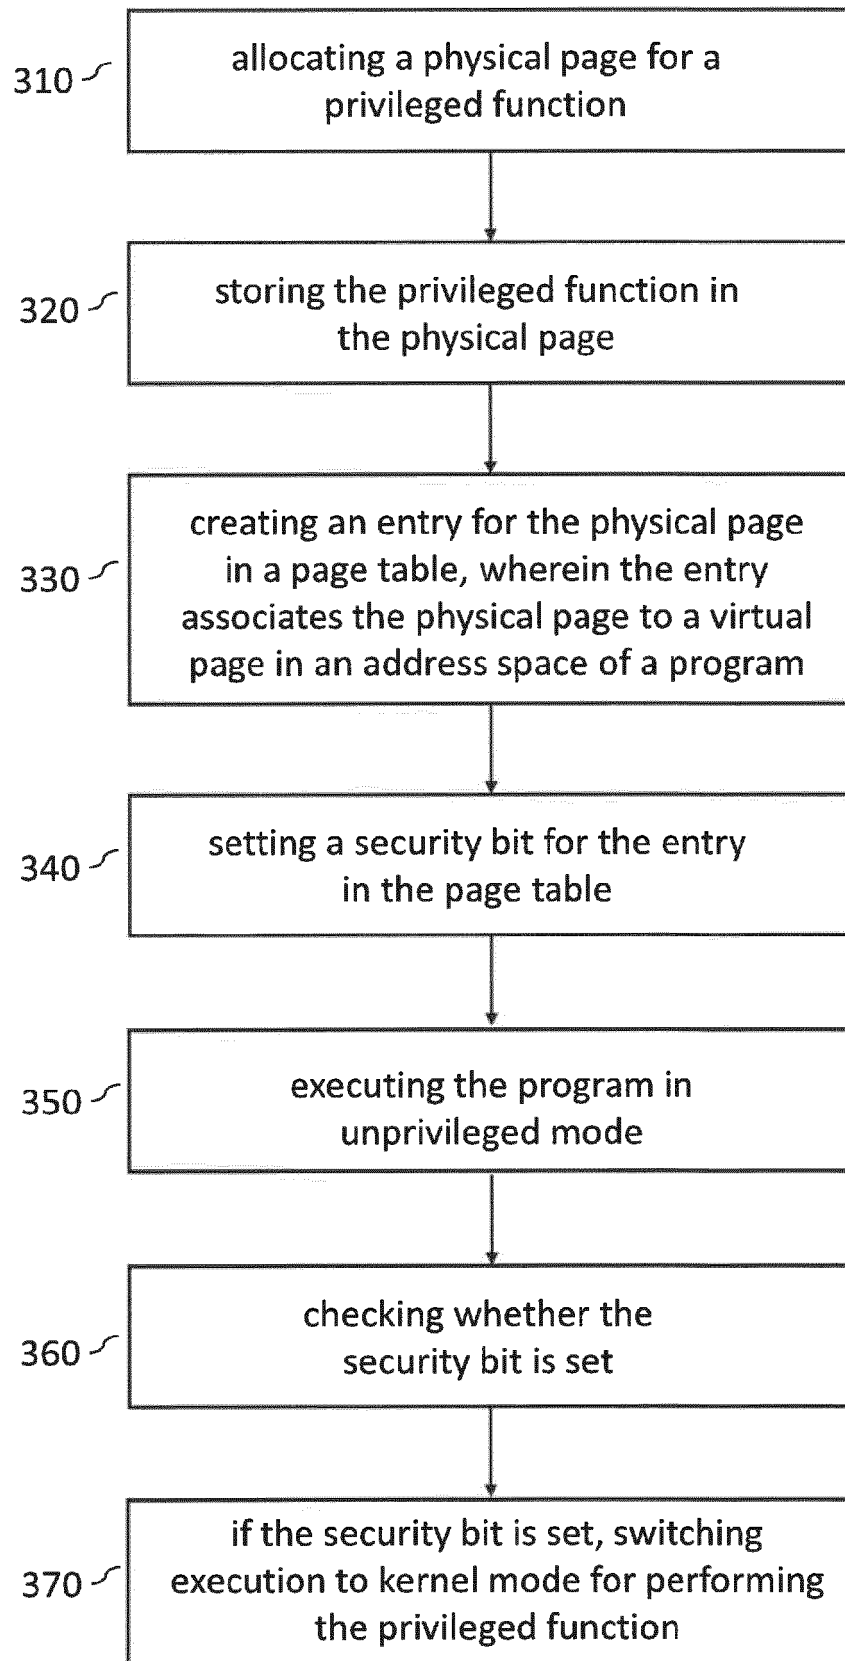 310
allocating a physical page for a
privileged function
320
storing the privileged function in
the physical page
330
creating an entry for the physical page
in a page table, wherein the entry
associates the physical page to a virtual
page in an address space of a program
340
setting a security bit for the entry
in the page table
350
executing the program in
unprivileged mode
360
checking whether the
security bit is set
370
if the security bit is set, switching
execution to kernel mode for performing
the privileged function